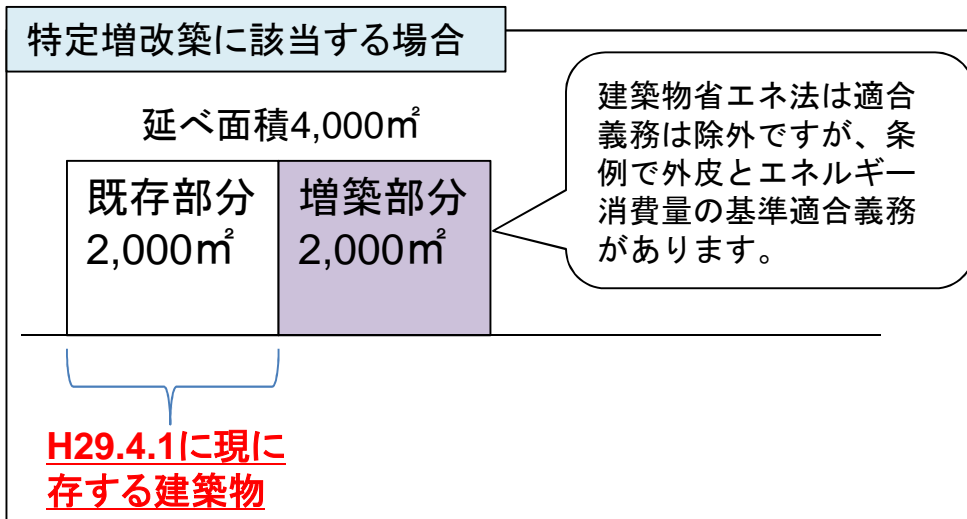 特定増改築に該当する場合
延べ面積4,000㎡
既存部分
2,000㎡
増築部分
2,000㎡
建築物省エネ法は適合
義務は除外ですが、条
例で外皮とエネルギー
消費量の基準適合義務
があります。
H29.4.1に現に
存する建築物